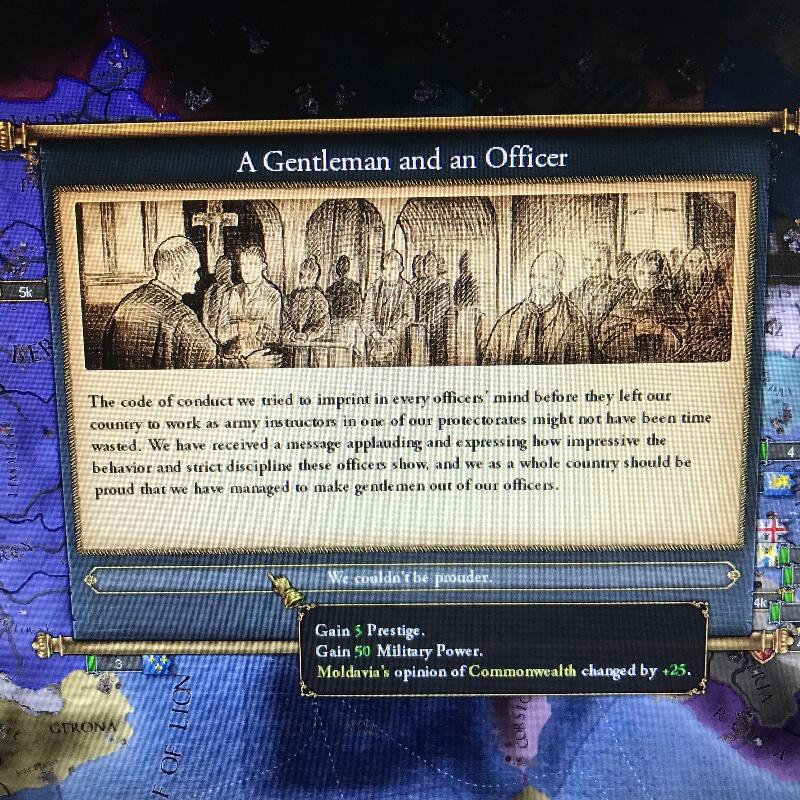 A Gentleman and an Officer
5k
The code of conduct we tried to imprint in every officers' mind before they left our
country to work as army instructors in one of our protectorates might not have been time
wasted. We have received a message applauding and expressing how impressive the
behavior and strict discipline these officers show, and we as a whole country should be
proud that we have managed to make gentlemen out of our officers.
4
We couldn't be prouder.
4k
Gain 5 Prestige.
Gain 50 Military Power.
Moldavia's opinion of Commonwealth changed by +25.
3
GERONA
OF LION
CORSIC